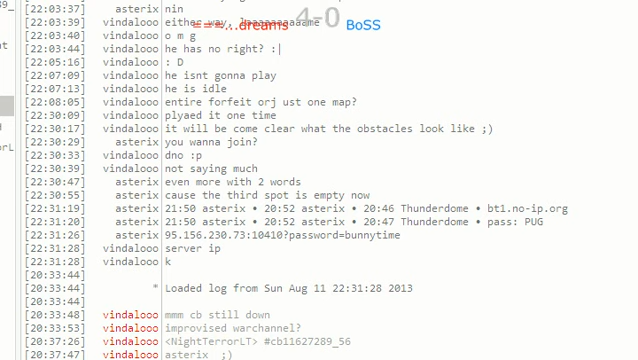 [22:03:37] asterix nin
[22:03:39] vindalooo either way,
===...dreams 4-0 BoSS
[22:03:40] vindalooo o m g
[22:03:49] vindalooo he has no right? :|
[22:05:16] vindalooo : D
[22:07:09] vindalooo he isnt gonna play
[22:07:13] vindalooo he is idle
[22:08:05] vindalooo entire forfeit orj ust one map?
[22:30:09] vindalooo plyaed it one time
[22:30:17] vindalooo it will be come clear what the obstacles look like ;)
[22:30:29] asterix you wanna join?
[22:30:33] vindalooo dno :p
[22:30:39] vindalooo not saying much
[22:30:47] asterix even more with 2 words
[22:30:55] asterix cause the third spot is empty now
[22:31:19] asterix 21:50 asterix • 20:52 asterix • 20:46 Thunderdome • bt1.no-ip.org
[22:31:20] asterix 21:50 asterix • 20:52 asterix • 20:47 Thunderdome • pass: PUG
[22:31:26] asterix 95.156.230.73:10410?password=bunnytime
[22:31:28] vindalooo server ip
[22:31:28] vindalooo k
[20:33:44]
[20:33:44] * Loaded log from Sun Aug 11 22:31:28 2013
[20:33:44]
[20:33:48] vindalooo mmm cb still down
[20:34:01] vindalooo improvised warchannel?
[20:37:26] vindalooo <NightTerrorLT> #cb11627289_56
[20:37:47] vindalooo asterix ;)